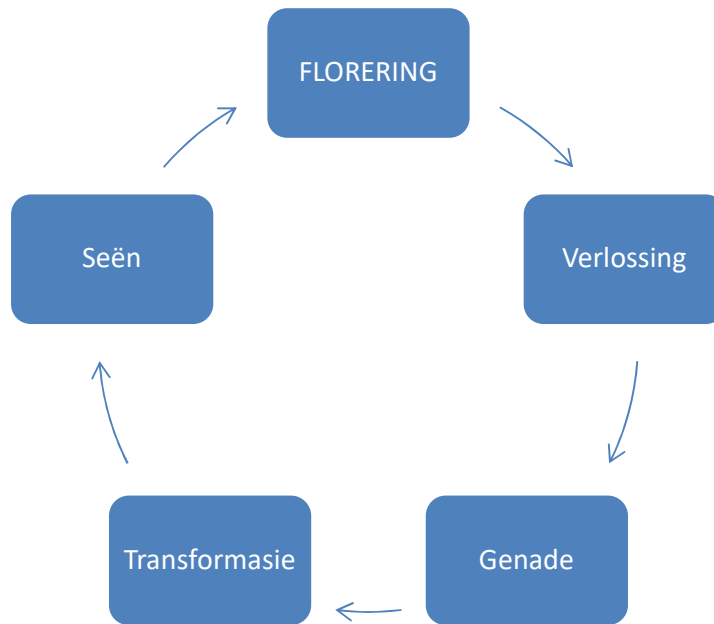 FLORERING
Verlossing
Genade
Transformasie
Seën